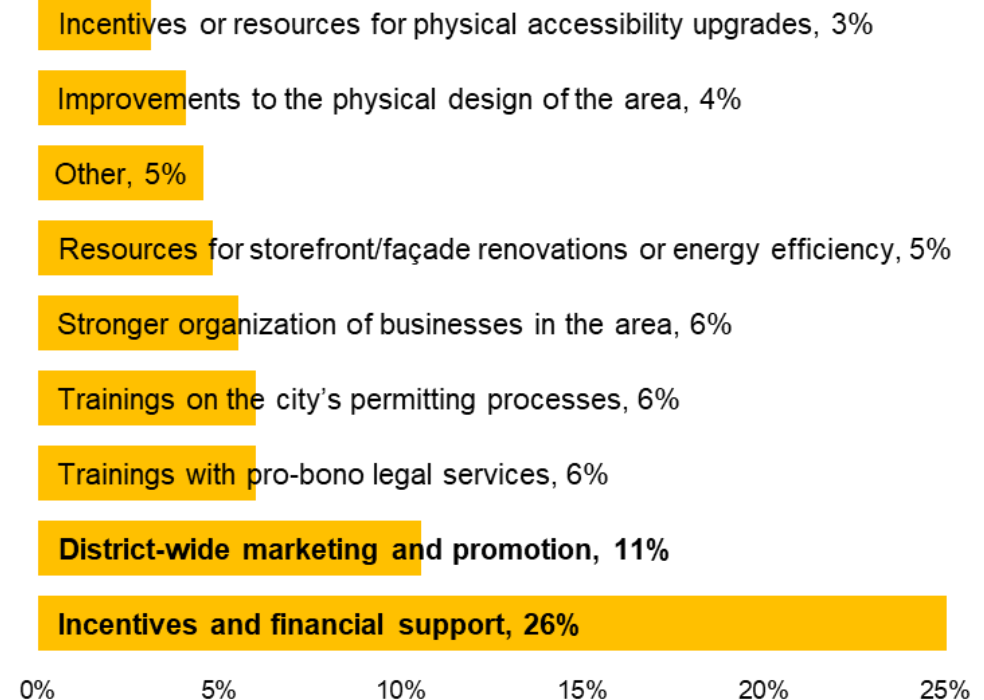 Incentives or resources for physical accessibility upgrades, 3%
Improvements to the physical design of the area, 4%
Other, 5%
Resources for storefront/façade renovations or energy efficiency, 5%
Stronger organization of businesses in the area, 6%
Trainings on the city’s permitting processes, 6%
Trainings with pro-bono legal services, 6%
District-wide marketing and promotion, 11%
Incentives and financial support, 26%
0% 5% 10% 15% 20% 25%